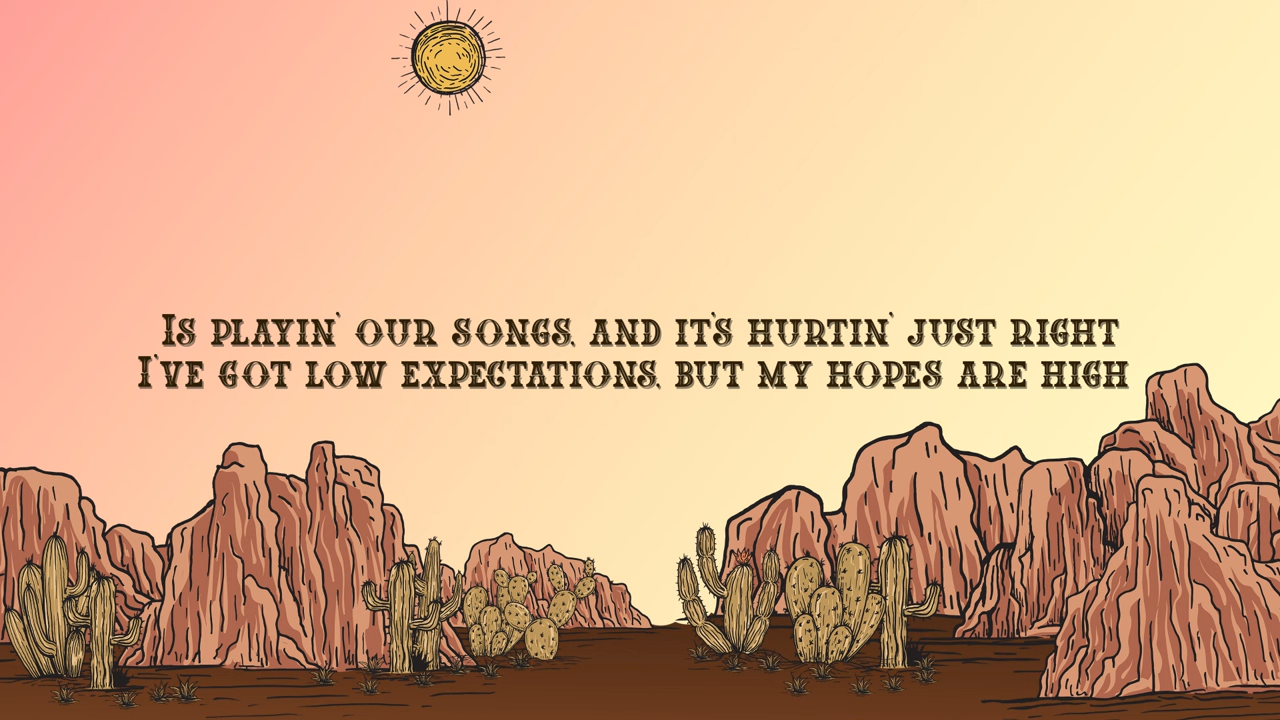 Is playin' our songs, and it's hurtin' just right
I've got low expectations, but my hopes are high